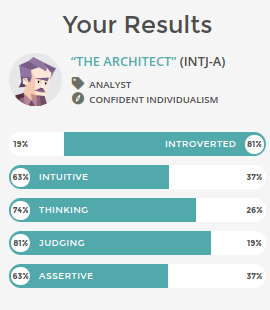 Your Results
“THE ARCHITECT” (INTJ-A)
ANALYST
CONFIDENT INDIVIDUALISM
19% INTROVERTED 81%
63% INTUITIVE 37%
74% THINKING 26%
81% JUDGING 19%
63% ASSERTIVE 37%